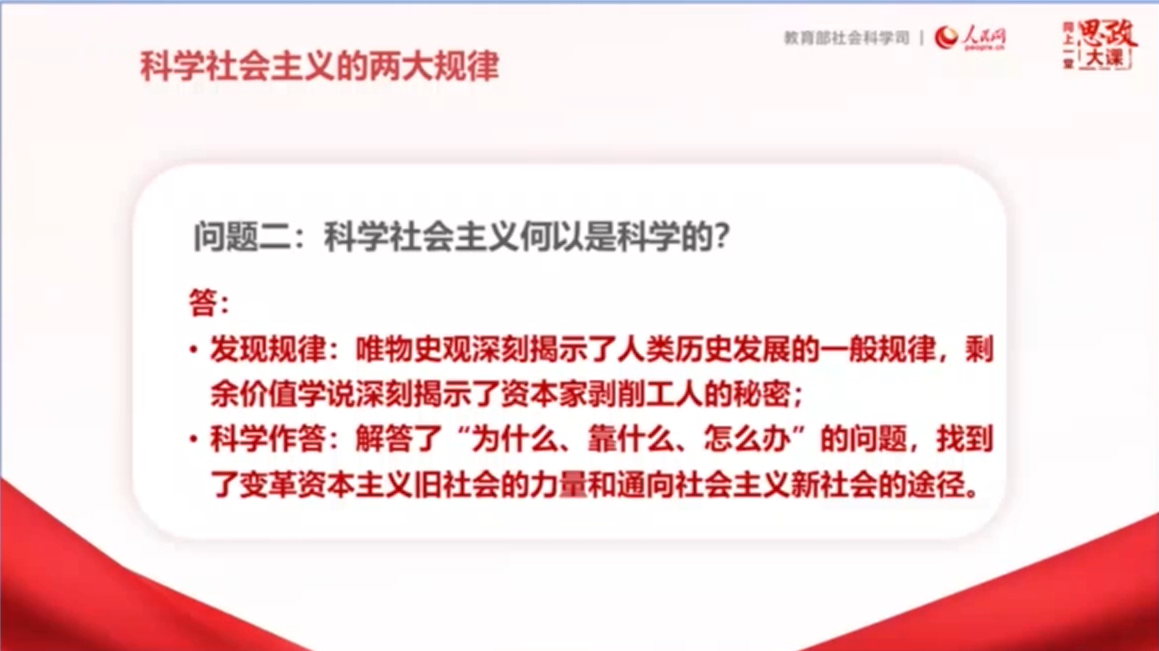 科学社会主义的两大规律
教育部社会科学司 | 人民网
people.cn
网上一堂
思政
大课
问题二：科学社会主义何以是科学的？
答：
• 发现规律：唯物史观深刻揭示了人类历史发展的一般规律，剩
余价值学说深刻揭示了资本家剥削工人的秘密；
• 科学作答：解答了“为什么、靠什么、怎么办”的问题，找到
了变革资本主义旧社会的力量和通向社会主义新社会的途径。